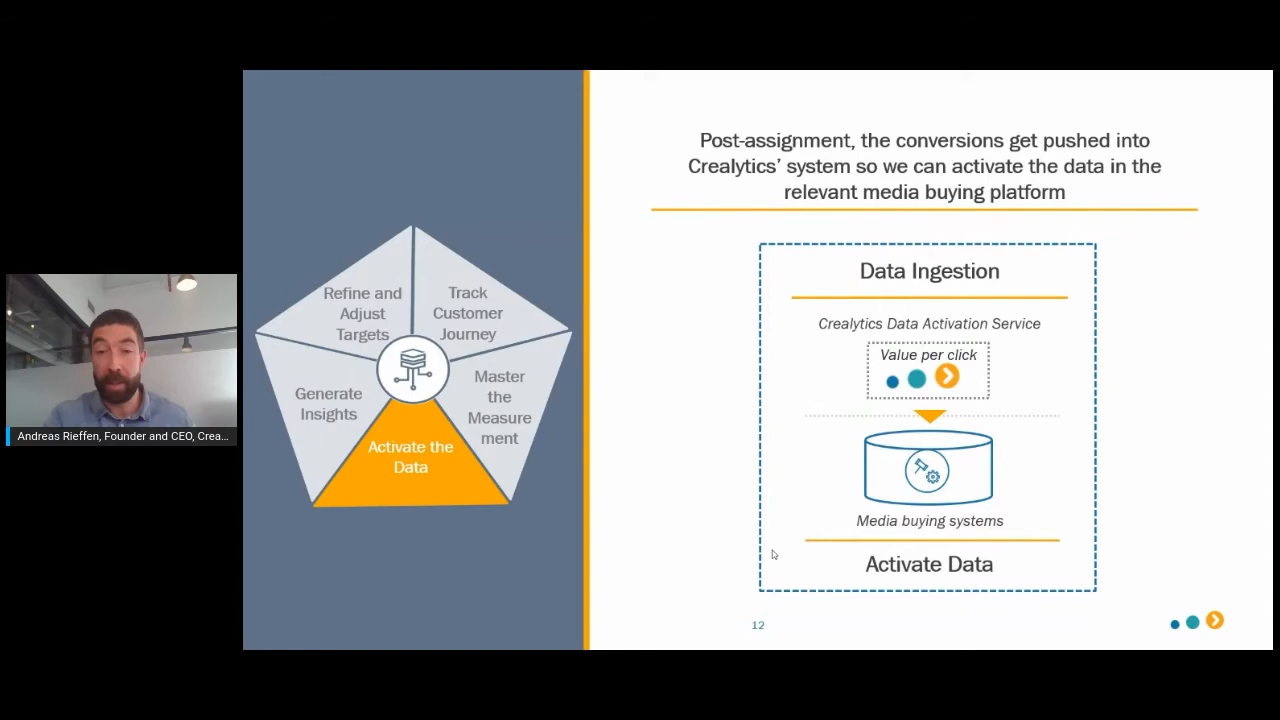 Post-assignment, the conversions get pushed into
Crealytics’ system so we can activate the data in the
relevant media buying platform
Refine and
Adjust
Targets
Track
Customer
Journey
Generate
Insights
Master
the
Measure
ment
Activate the
Data
Data Ingestion
Crealytics Data Activation Service
Value per click
Media buying systems
Activate Data
12
Andreas Rieffen, Founder and CEO, Crea...